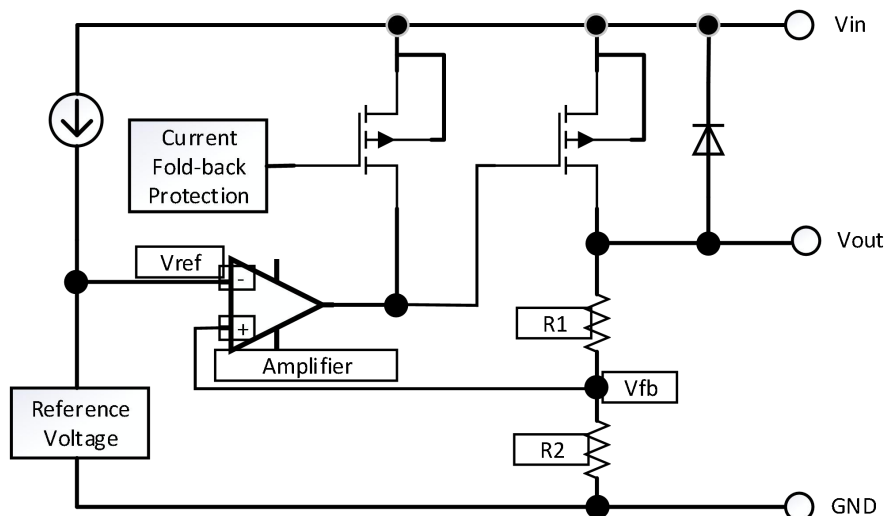 Vin
Current
Fold-back
Protection
Vref
-
+
Amplifier
Vout
R1
Vfb
Reference
Voltage
R2
GND